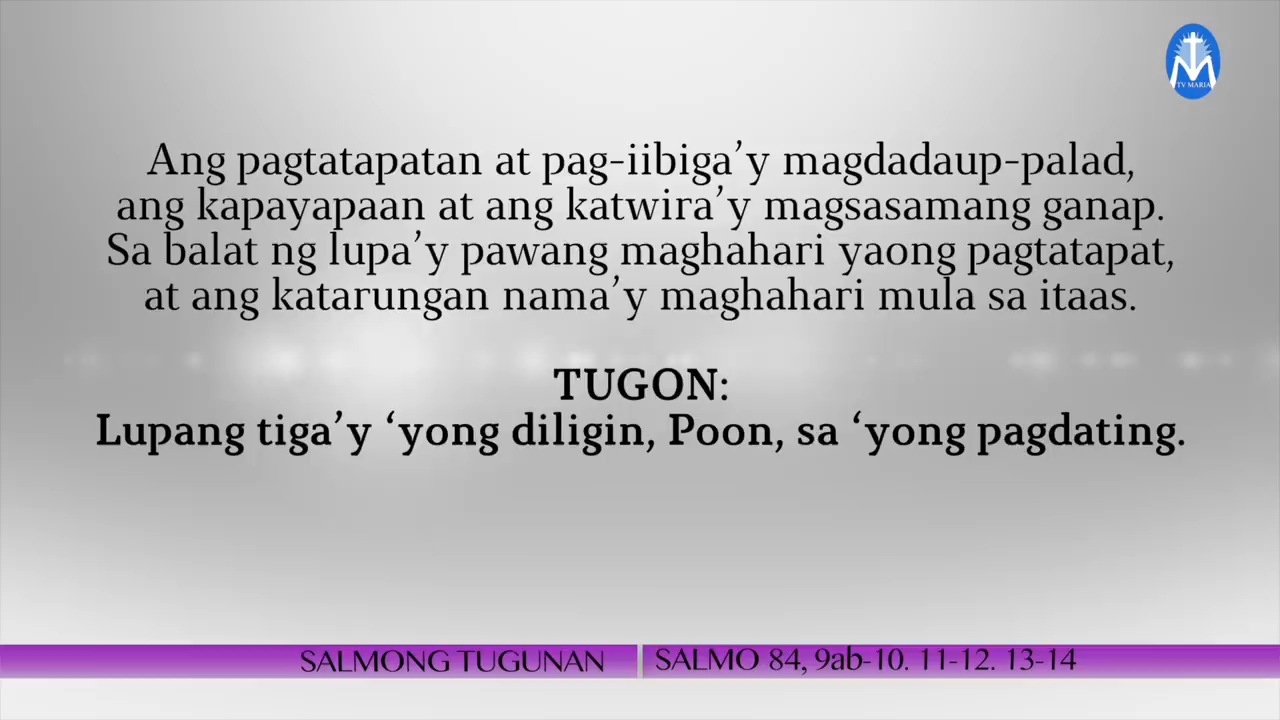 TV MARIA
Ang pagtatapatan at pag-iibiga’y magdadaup-palad,
ang kapayapaan at ang katwira’y magsasamang ganap.
Sa balat ng lupa’y pawang maghahari yaong pagtatapat,
at ang katarungan nama’y maghahari mula sa itaas.
TUGON:
Lupang tiga’y ‘yong diligin, Poon, sa ‘yong pagdating.
SALMONG TUGUNAN
SALMO 84, 9ab-10. 11-12. 13-14